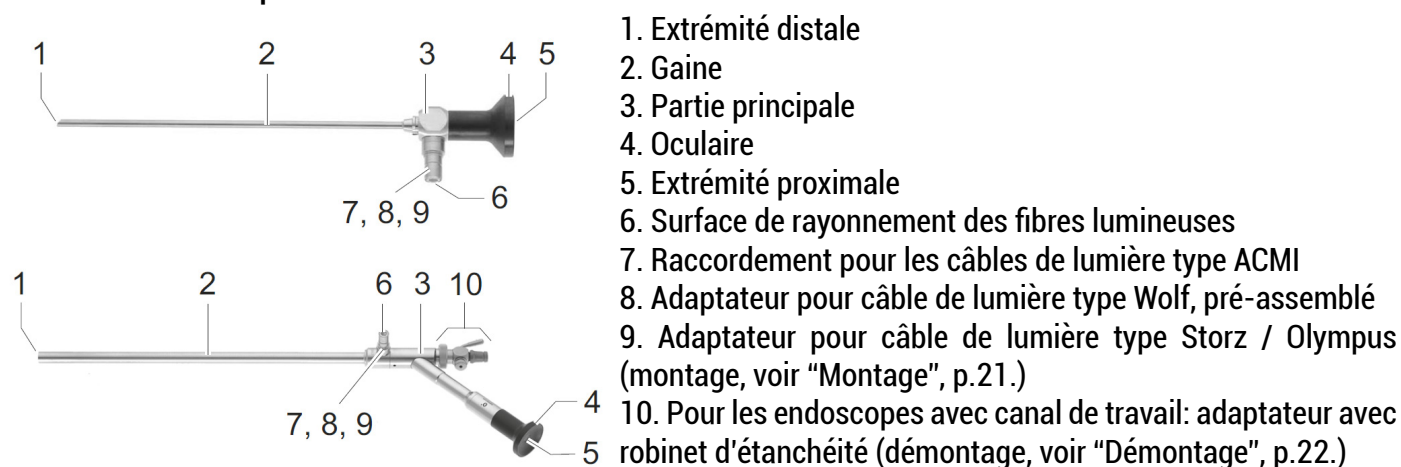 1
2
3
4
5
6
7, 8, 9
1
2
6
3
10
7, 8, 9
4
5
1. Extrémité distale
2. Gaine
3. Partie principale
4. Oculaire
5. Extrémité proximale
6. Surface de rayonnement des fibres lumineuses
7. Raccordement pour les câbles de lumière type ACMI
8. Adaptateur pour câble de lumière type Wolf, pré-assemblé
9. Adaptateur pour câble de lumière type Storz / Olympus
(montage, voir “Montage”, p.21.)
10. Pour les endoscopes avec canal de travail: adaptateur avec
robinet d’étanchéité (démontage, voir “Démontage”, p.22.)